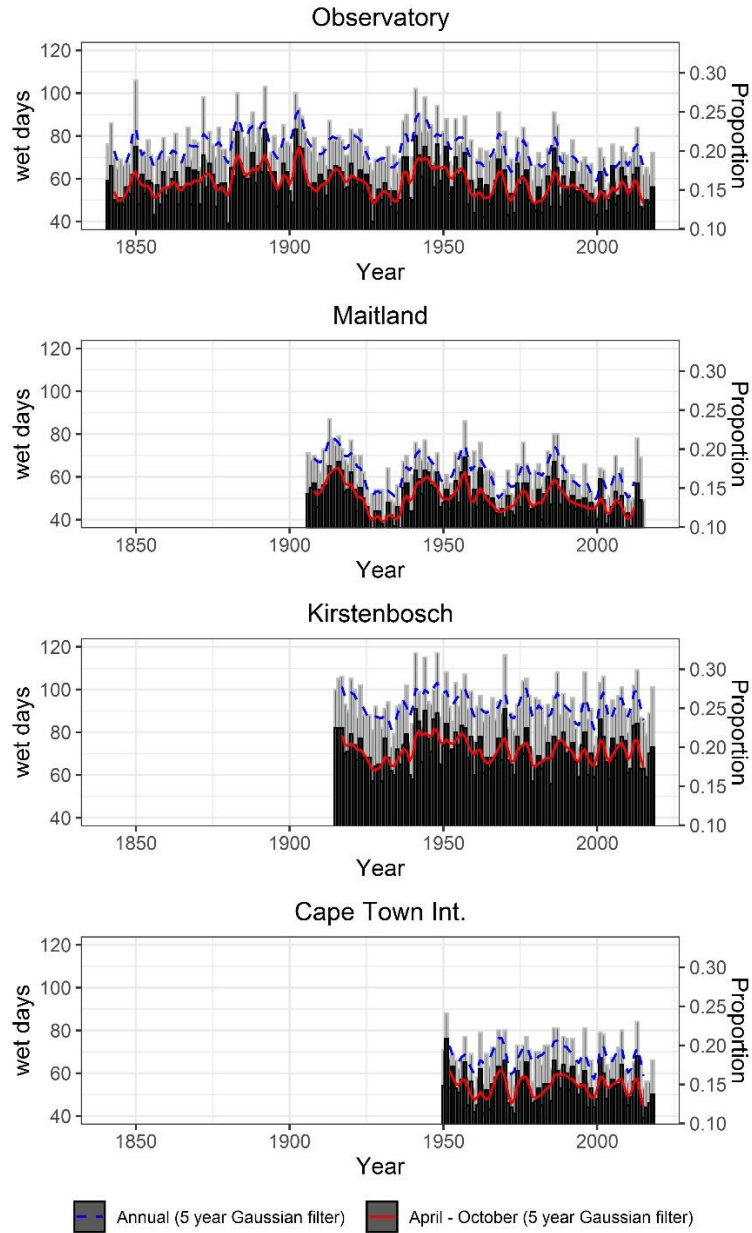 Observatory
120
100
80
60
40
wet days
0.30
0.25
0.20
0.15
0.10
Proportion
1850 1900 1950 2000
Year
Maitland
120
100
80
60
40
wet days
0.30
0.25
0.20
0.15
0.10
Proportion
1850 1900 1950 2000
Year
Kirstenbosch
120
100
80
60
40
wet days
0.30
0.25
0.20
0.15
0.10
Proportion
1850 1900 1950 2000
Year
Cape Town Int.
120
100
80
60
40
wet days
0.30
0.25
0.20
0.15
0.10
Proportion
1850 1900 1950 2000
Year
Annual (5 year Gaussian filter) April - October (5 year Gaussian filter)